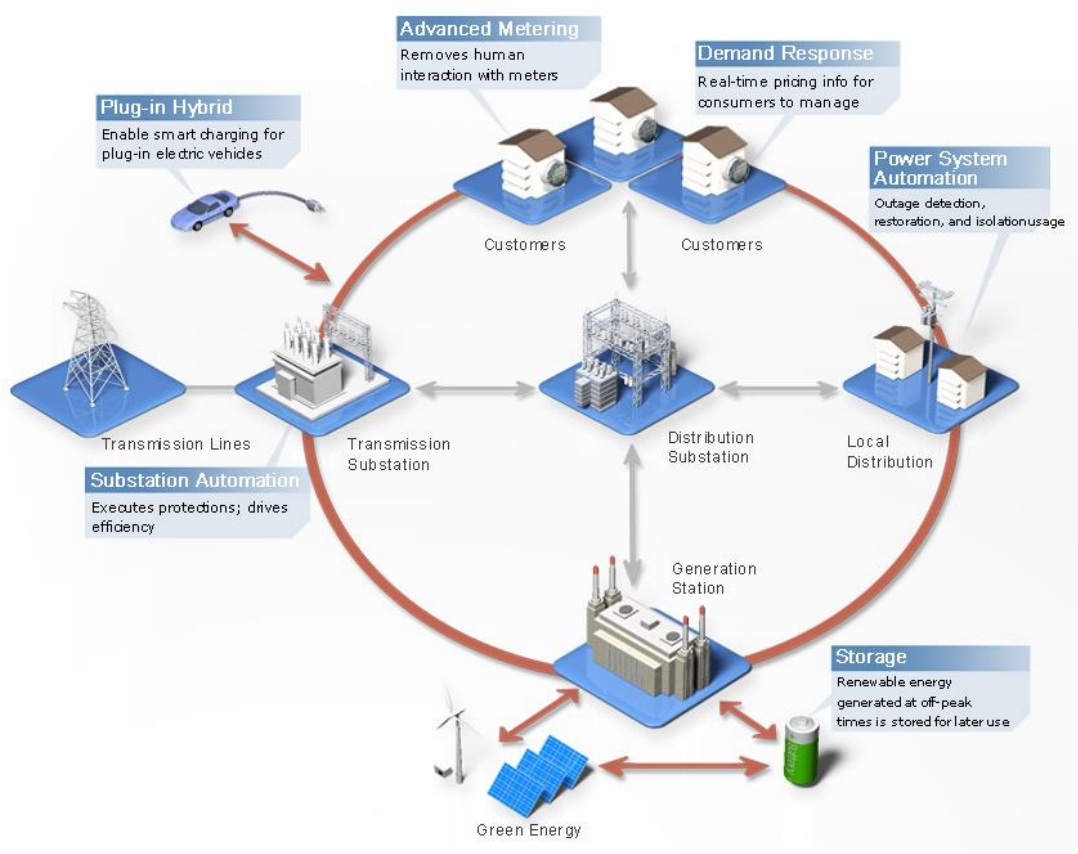 Advanced Metering
Removes human
interaction with meters
Demand Response
Real-time pricing info for
consumers to manage
Plug-in Hybrid
Enable smart charging for
plug-in electric vehicles
Power System
Automation
Outage detection,
restoration, and isolation usage
Customers
Customers
Transmission Lines
Transmission
Substation
Distribution
Substation
Local
Distribution
Substation Automation
Executes protections; drives
efficiency
Generation
Station
Storage
Renewable energy
generated at off-peak
times is stored for later use
Green Energy